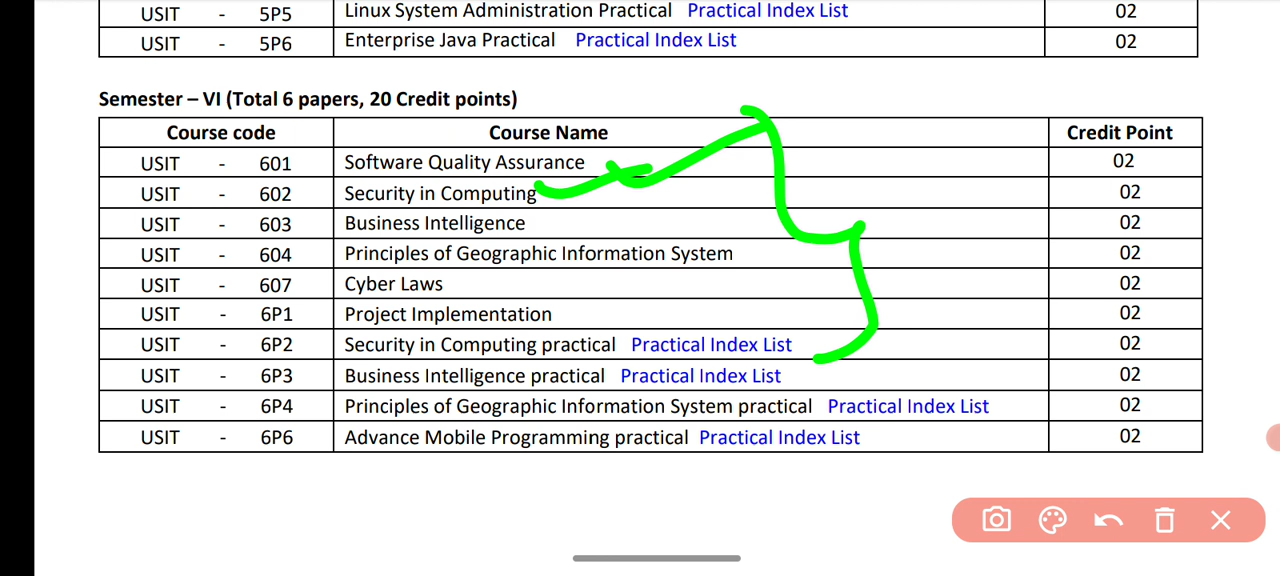 USIT - 5P5 Linux System Administration Practical Practical Index List 02
USIT - 5P6 Enterprise Java Practical Practical Index List 02
Semester – VI (Total 6 papers, 20 Credit points)
Course code Course Name Credit Point
USIT - 601 Software Quality Assurance 02
USIT - 602 Security in Computing 02
USIT - 603 Business Intelligence 02
USIT - 604 Principles of Geographic Information System 02
USIT - 607 Cyber Laws 02
USIT - 6P1 Project Implementation 02
USIT - 6P2 Security in Computing practical Practical Index List 02
USIT - 6P3 Business Intelligence practical Practical Index List 02
USIT - 6P4 Principles of Geographic Information System practical Practical Index List 02
USIT - 6P6 Advance Mobile Programming practical Practical Index List 02